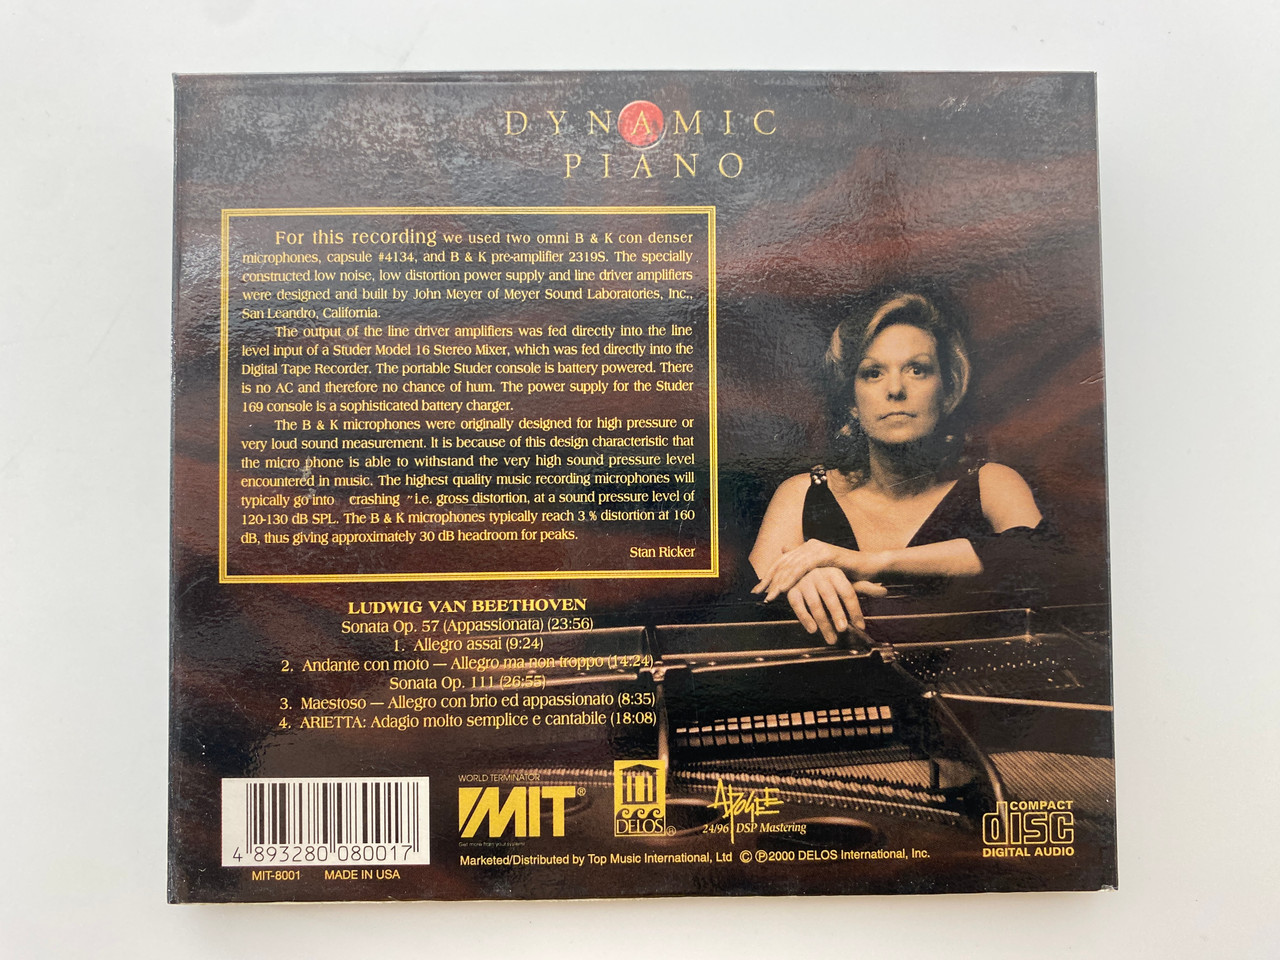 DYNAMIC
PIANO
For this recording we used two omni B & K con denser
microphones, capsule #4134, and B & K pre-amplifier 2319S. The specially
constructed low noise, low distortion power supply and line driver amplifiers
were designed and built by John Meyer of Meyer Sound Laboratories, Inc.,
San Leandro, California.
The output of the line driver amplifiers was fed directly into the line
level input of a Studer Model 16 Stereo Mixer, which was fed directly into the
Digital Tape Recorder. The portable Studer console is battery powered. There
is no AC and therefore no chance of hum. The power supply for the Studer
169 console is a sophisticated battery charger.
The B & K microphones were originally designed for high pressure or
very loud sound measurement. It is because of this design characteristic that
the micro phone is able to withstand the very high sound pressure level
encountered in music. The highest quality music recording microphones will
typically go into crashing " i.e. gross distortion, at a sound pressure level of
120-130 dB SPL. The B & K microphones typically reach 3 % distortion at 160
dB, thus giving approximately 30 dB headroom for peaks.
Stan Ricker
LUDWIG VAN BEETHOVEN
Sonata Op. 57 (Appassionata) (23:56)
1. Allegro assai (9:24)
2. Andante con moto — Allegro ma non troppo (14:24)
Sonata Op. 111 (26:55)
3. Maestoso — Allegro con brio ed appassionato (8:35)
4. ARIETTA: Adagio molto semplice e cantabile (18:08)
4 893280 080017
MIT-8001 MADE IN USA
WORLD TERMINATOR
MIT®
Get more from your system
DELOS®
APOGEE
24/96 DSP Mastering
COMPACT
disc
DIGITAL AUDIO
Marketed/Distributed by Top Music International, Ltd © ℗2000 DELOS International, Inc.